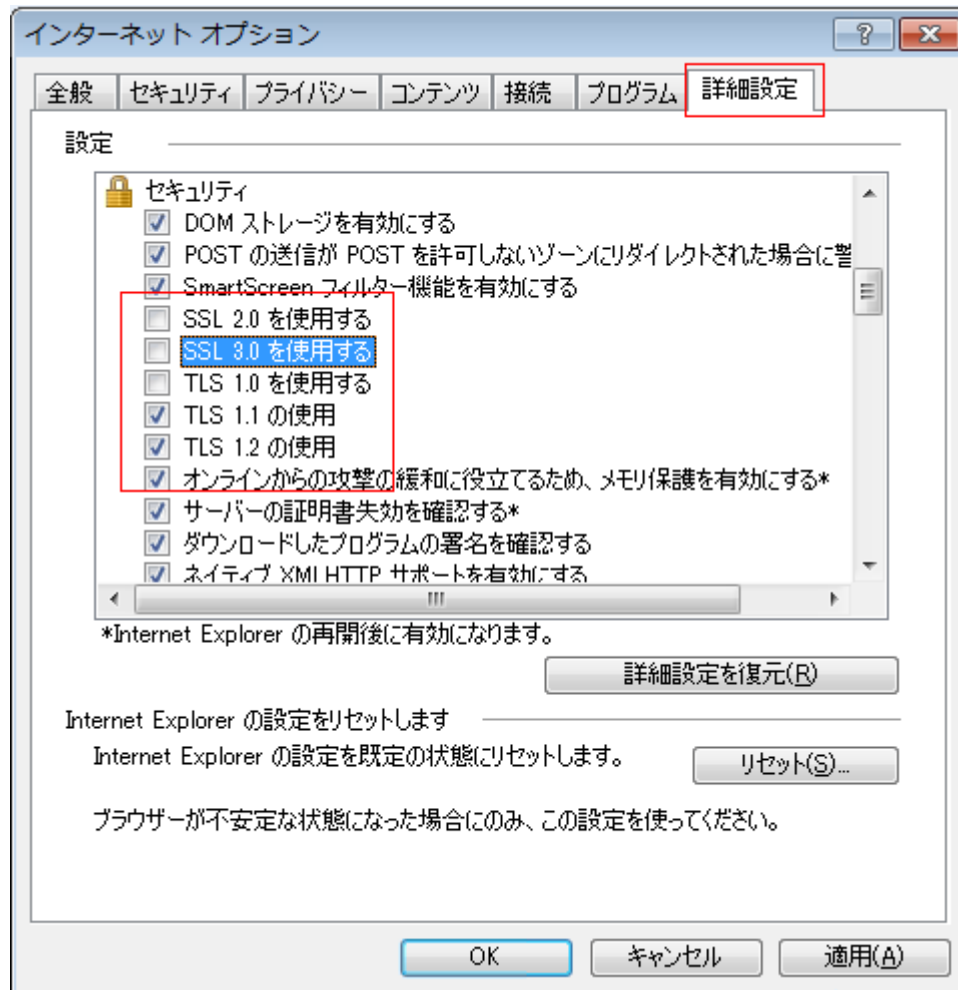 インターネット オプション
全般 セキュリティ プライバシー コンテンツ 接続 プログラム 詳細設定
設定
セキュリティ
DOM ストレージを有効にする
POST の送信が POST を許可しないゾーンにリダイレクトされた場合に警
SmartScreen フィルター機能を有効にする
SSL 2.0 を使用する
SSL 3.0 を使用する
TLS 1.0 を使用する
TLS 1.1 の使用
TLS 1.2 の使用
オンラインからの攻撃の緩和に役立てるため、メモリ保護を有効にする*
サーバーの証明書失効を確認する*
ダウンロードしたプログラムの署名を確認する
ネイティブ XMLHTTP サポートを有効にする
*Internet Explorer の再開後に有効になります。
詳細設定を復元(R)
Internet Explorer の設定をリセットします
Internet Explorer の設定を既定の状態にリセットします。
リセット(S)...
ブラウザーが不安定な状態になった場合にのみ、この設定を使ってください。
OK キャンセル 適用(A)